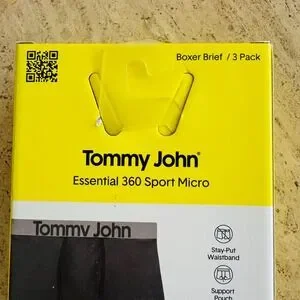 Boxer Brief / 3 Pack
Tommy John®
Essential 360 Sport Micro
Tommy John
Stay-Put
Waistband
Support
Pouch